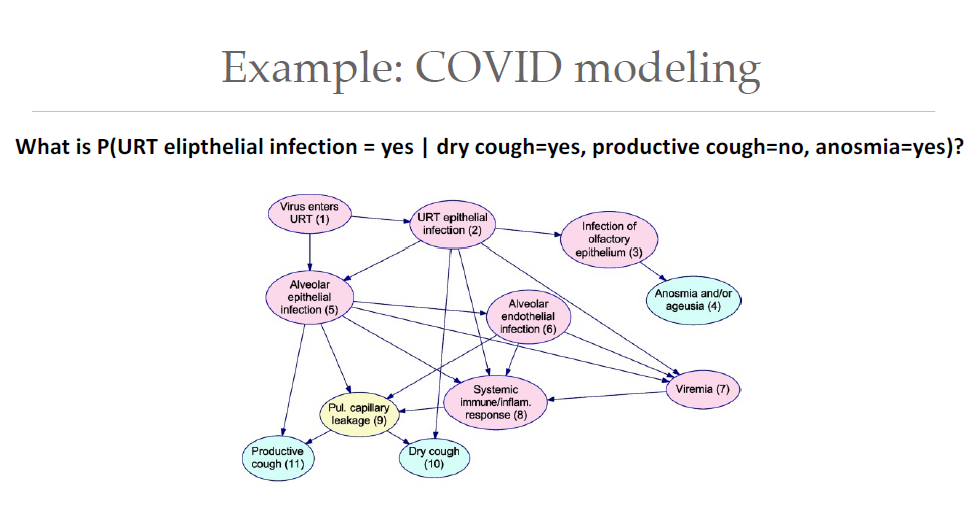 Example: COVID modeling
What is P(URT elipthelial infection = yes | dry cough=yes, productive cough=no, anosmia=yes)?
Virus enters
URT (1)
URT epithelial
infection (2)
Infection of
olfactory
epithelium (3)
Alveolar
epithelial
infection (5)
Alveolar
endothelial
infection (6)
Anosmia and/or
ageusia (4)
Systemic
immune/inflam.
response (8)
Viremia (7)
Pul. capillary
leakage (9)
Productive
cough (11)
Dry cough
(10)